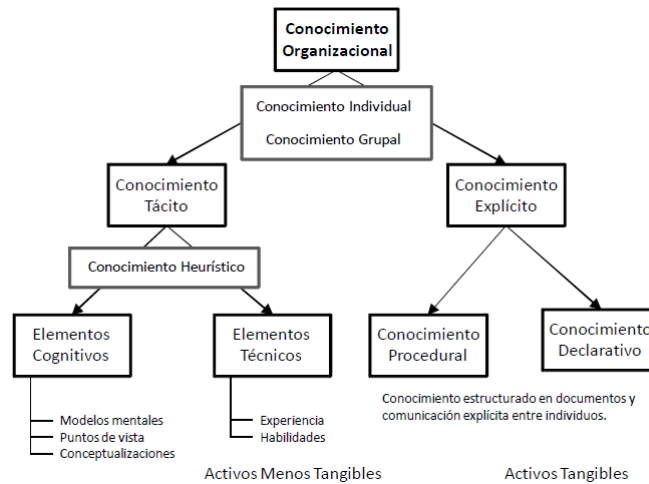 Conocimiento
Organizacional
Conocimiento Individual
Conocimiento Grupal
Conocimiento
Tácito
Conocimiento
Explícito
Conocimiento Heurístico
Elementos
Cognitivos
Elementos
Técnicos
Conocimiento
Procedural
Conocimiento
Declarativo
Modelos mentales
Puntos de vista
Conceptualizaciones
Experiencia
Habilidades
Conocimiento estructurado en documentos y
comunicación explícita entre individuos.
Activos Menos Tangibles
Activos Tangibles